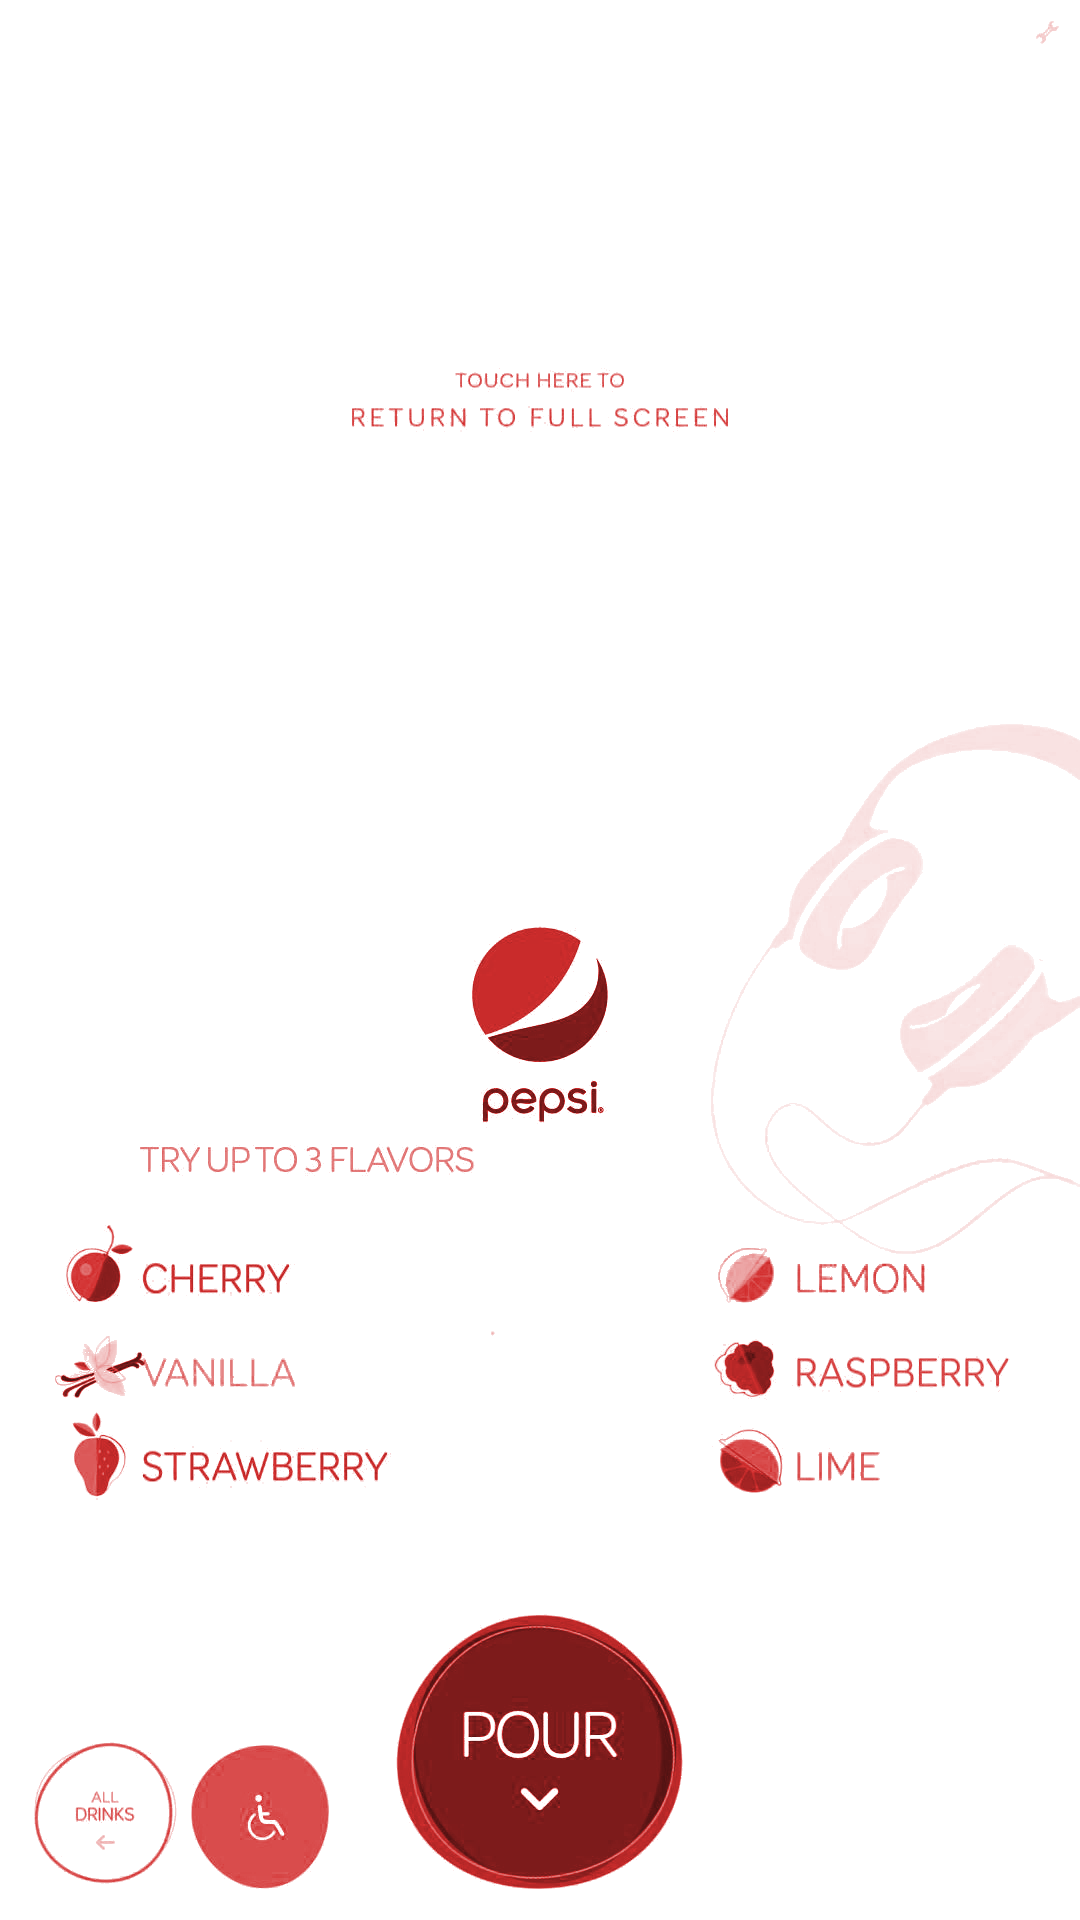 TOUCH HERE TO
RETURN TO FULL SCREEN
pepsi®
TRY UP TO 3 FLAVORS
CHERRY
LEMON
VANILLA
RASPBERRY
STRAWBERRY
LIME
POUR
ALL
DRINKS